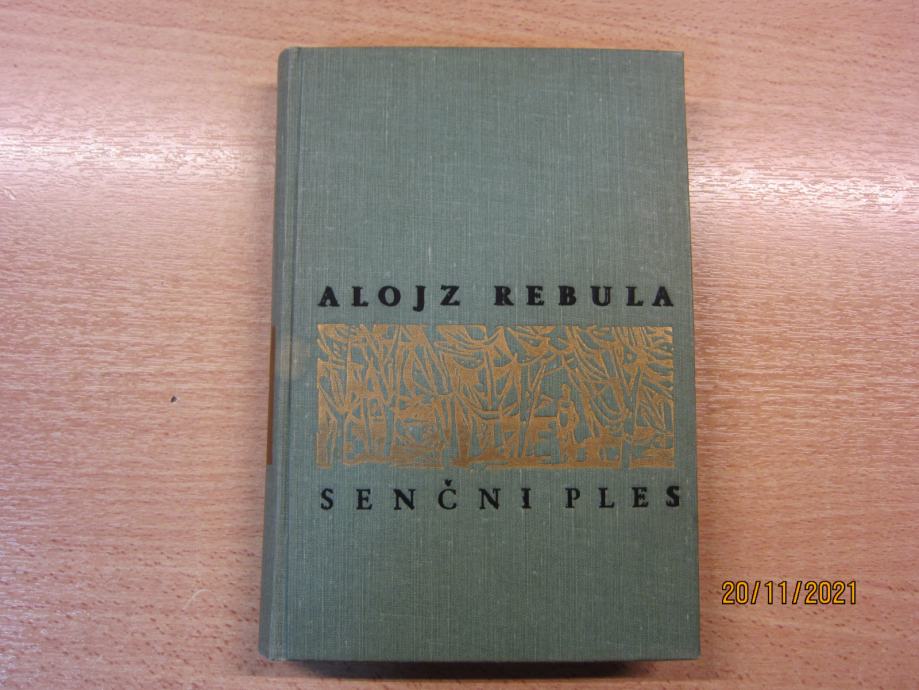 ALOJZ REBULA
SENČNI PLES
20/11/2021